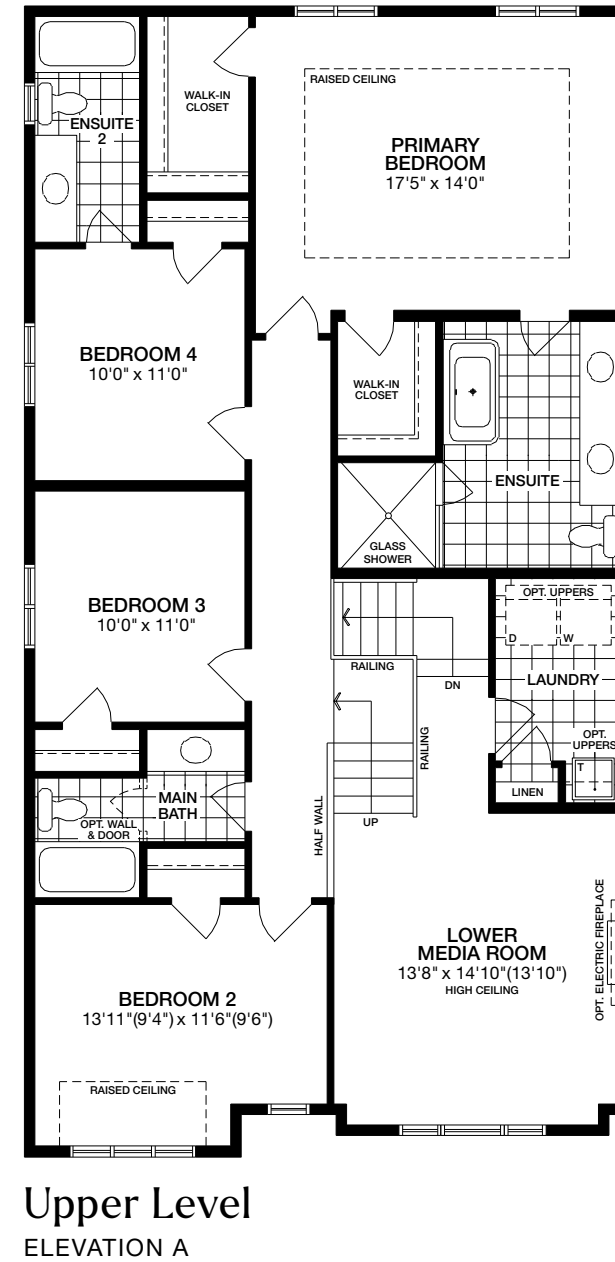 RAISED CEILING
WALK-IN
CLOSET
ENSUITE
2
PRIMARY
BEDROOM
17'5" x 14'0"
BEDROOM 4
10'0" x 11'0"
WALK-IN
CLOSET
ENSUITE
GLASS
SHOWER
BEDROOM 3
10'0" x 11'0"
OPT. UPPERS
D
W
RAILING
DN
LAUNDRY
RAILING
OPT.
UPPERS
T
LINEN
MAIN
BATH
OPT. WALL
& DOOR
UP
HALF WALL
LOWER
MEDIA ROOM
13'8" x 14'10"(13'10")
HIGH CEILING
OPT. ELECTRIC FIREPLACE
BEDROOM 2
13'11"(9'4") x 11'6"(9'6")
RAISED CEILING
Upper Level
ELEVATION A